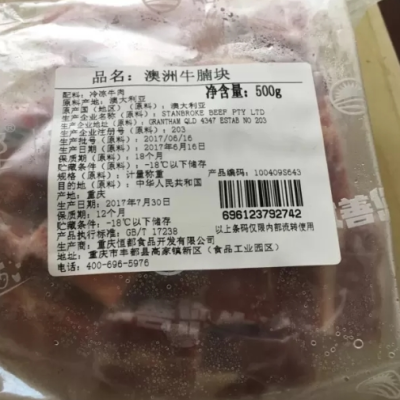 品名：澳洲牛腩块
净含量：500g
配料：冷冻牛肉
原料产地：澳大利亚
原产国（地区）（原料）：澳大利亚
生产企业名称（原料）：STANBROKE BEEF PTY LTD
生产企业地址（原料）：GRANTHAM QLD 4347 ESTAB NO 203
生产企业注册号（原料）：203
生产批号（原料）：2017/06/16
生产日期（原料）：2017年6月16日
保质期（原料）：18个月
贮藏条件（原料）：-18℃以下储存
规格（原料）：计量称重
目的地（原料）：中华人民共和国
产地：重庆
生产日期：2017年7月30日
保质期：12个月
贮藏条件：-18℃以下储存
产品执行标准：GB/T 17238
生产商：重庆恒都食品开发有限公司
地址：重庆市丰都县高家镇新区（食品工业园区）
电话：400-696-5976
产品代码：100409S643
696123792742
以上条码仅限内部流转使用